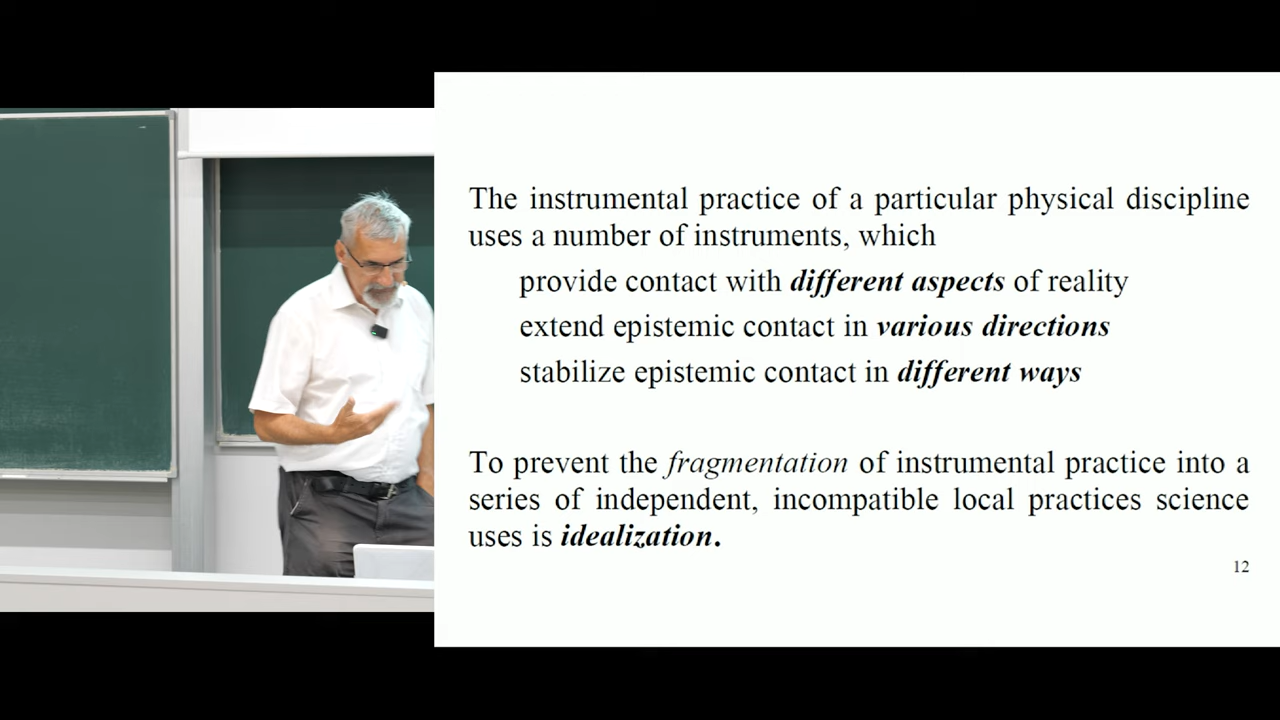 The instrumental practice of a particular physical discipline
uses a number of instruments, which
provide contact with different aspects of reality
extend epistemic contact in various directions
stabilize epistemic contact in different ways
To prevent the fragmentation of instrumental practice into a
series of independent, incompatible local practices science
uses is idealization.
12